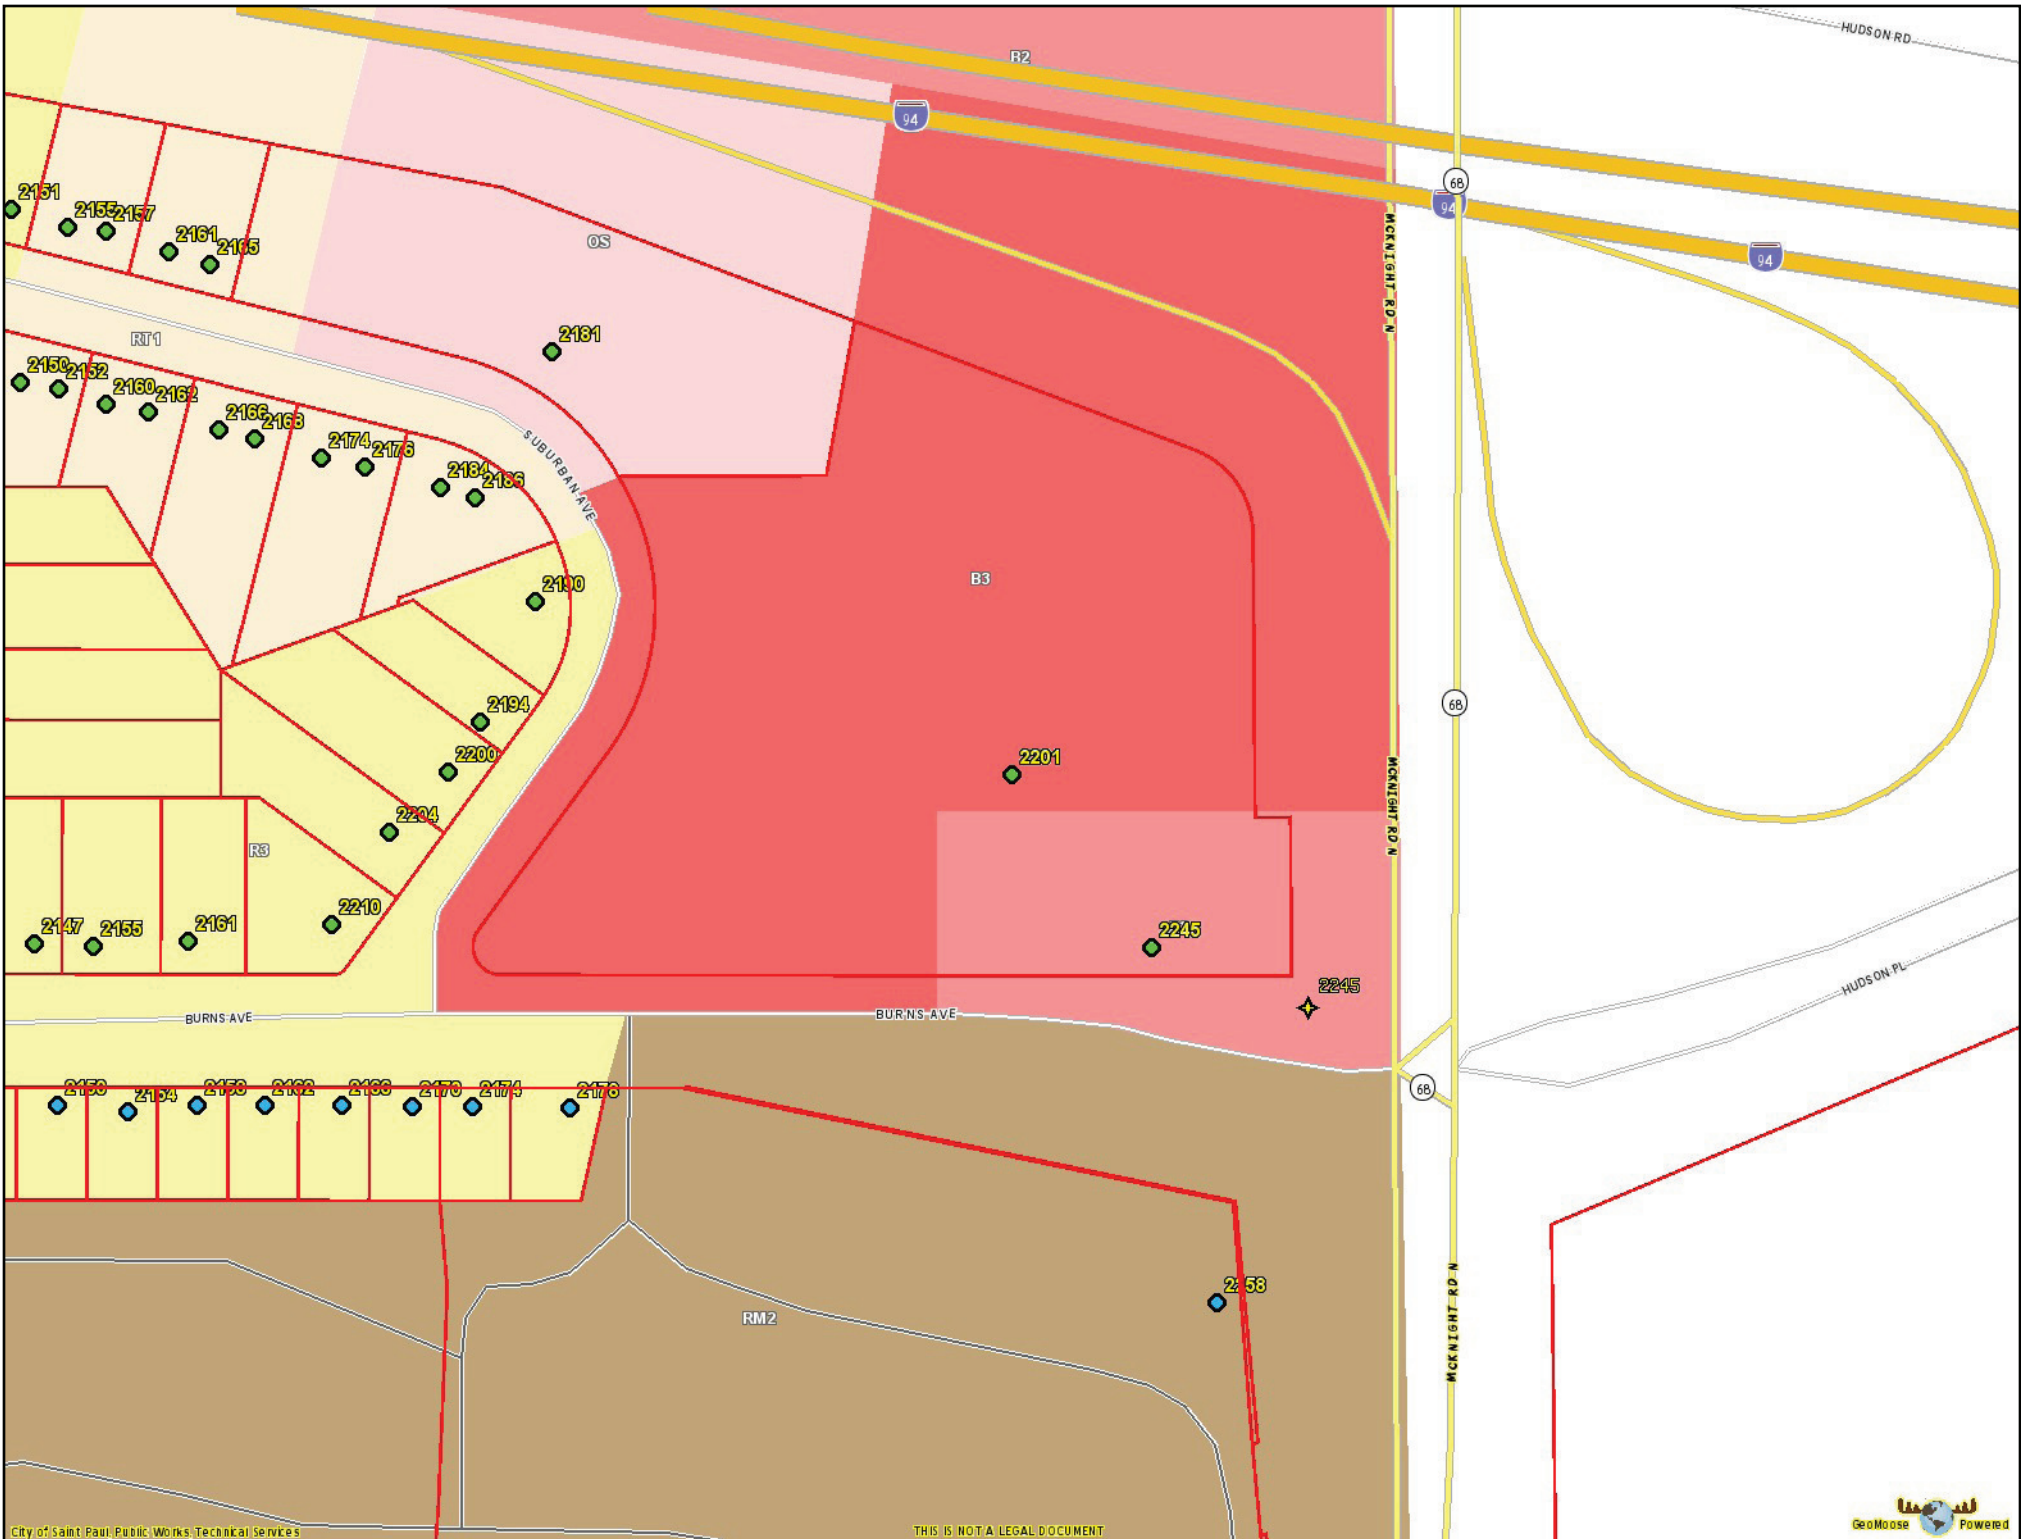 HUDSON RD
B2
94
68
94
94
2151
2155
2157
2161
2165
OS
MCKNIGHT RD N
RT1
2181
2150
2152
2160
2162
2166
2168
2174
2176
SUBURBAN AVE
2184
2186
B3
2190
68
2194
2200
2201
MCKNIGHT RD N
2204
R3
2210
2147
2155
2161
2245
2245
HUDSON PL
BURNS AVE
BURNS AVE
68
2150
2154
2158
2162
2166
2170
2174
2178
2258
RM2
MCKNIGHT RD N
City of Saint Paul, Public Works, Technical Services
THIS IS NOT A LEGAL DOCUMENT
GeoMoose Powered